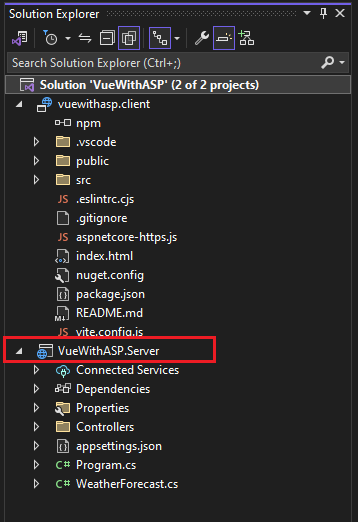 Solution Explorer
Search Solution Explorer (Ctrl+;)
Solution 'VueWithASP' (2 of 2 projects)
vuewithasp.client
npm
.vscode
public
src
JS .eslintrc.cjs
.gitignore
JS aspnetcore-https.js
index.html
nuget.config
package.json
README.md
JS vite.config.js
VueWithASP.Server
Connected Services
Dependencies
Properties
Controllers
appsettings.json
C# Program.cs
C# WeatherForecast.cs